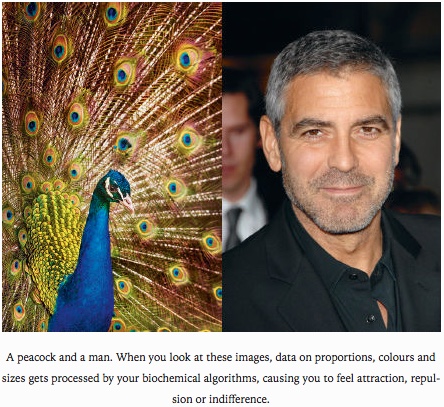 A peacock and a man. When you look at these images, data on proportions, colours and
sizes gets processed by your biochemical algorithms, causing you to feel attraction, repul-
sion or indifference.